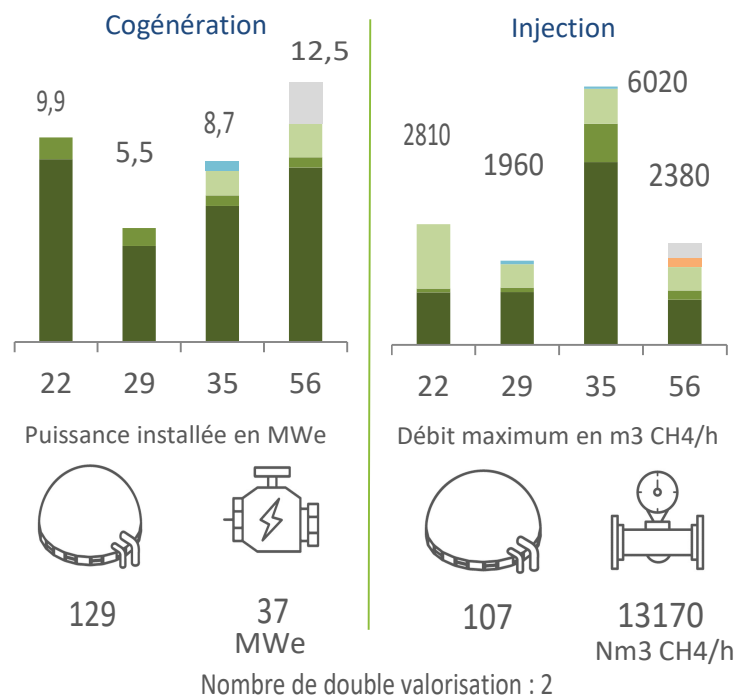 Cogénération
12,5
9,9
8,7
5,5
22 29 35 56
Puissance installée en MWe
129
37
MWe
Injection
6020
2810
1960
2380
22 29 35 56
Débit maximum en m3 CH4/h
107
13170
Nm3 CH4/h
Nombre de double valorisation : 2